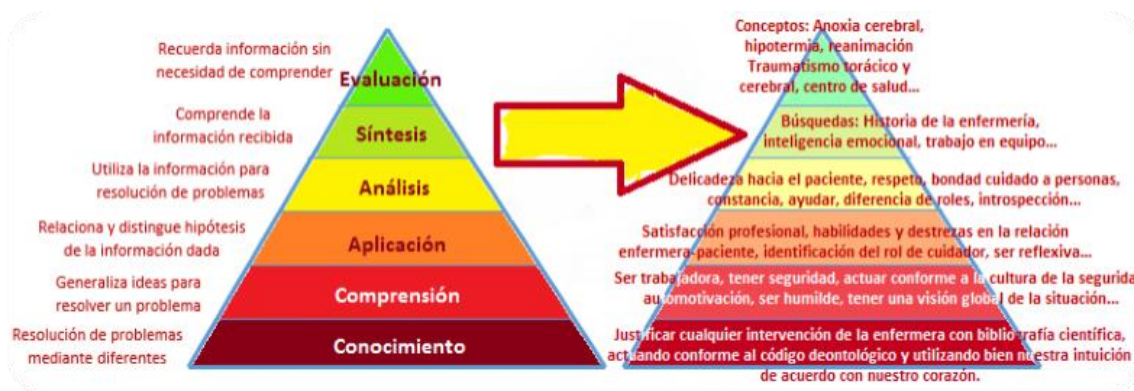 Recuerda información sin
necesidad de comprender
Evaluación
Comprende la
información recibida
Síntesis
Utiliza la información para
resolución de problemas
Análisis
Relaciona y distingue hipótesis
de la información dada
Aplicación
Generaliza ideas para
resolver un problema
Comprensión
Resolución de problemas
mediante diferentes
Conocimiento
Conceptos: Anoxia cerebral,
hipotermia, reanimación
Traumatismo torácico y
cerebral, centro de salud...
Búsquedas: Historia de la enfermería,
inteligencia emocional, trabajo en equipo...
Delicadeza hacia el paciente, respeto, bondad cuidado a personas,
constancia, ayudar, diferencia de roles, introspección...
Satisfacción profesional, habilidades y destrezas en la relación
enfermera-paciente, identificación del rol de cuidador, ser reflexiva...
Ser trabajadora, tener seguridad, actuar conforme a la cultura de la segurida
automotivación, ser humilde, tener una visión global de la situación...
Justificar cualquier intervención de la enfermera con bibliografía científica,
actuando conforme al código deontológico y utilizando bien nuestra intuición
de acuerdo con nuestro corazón.